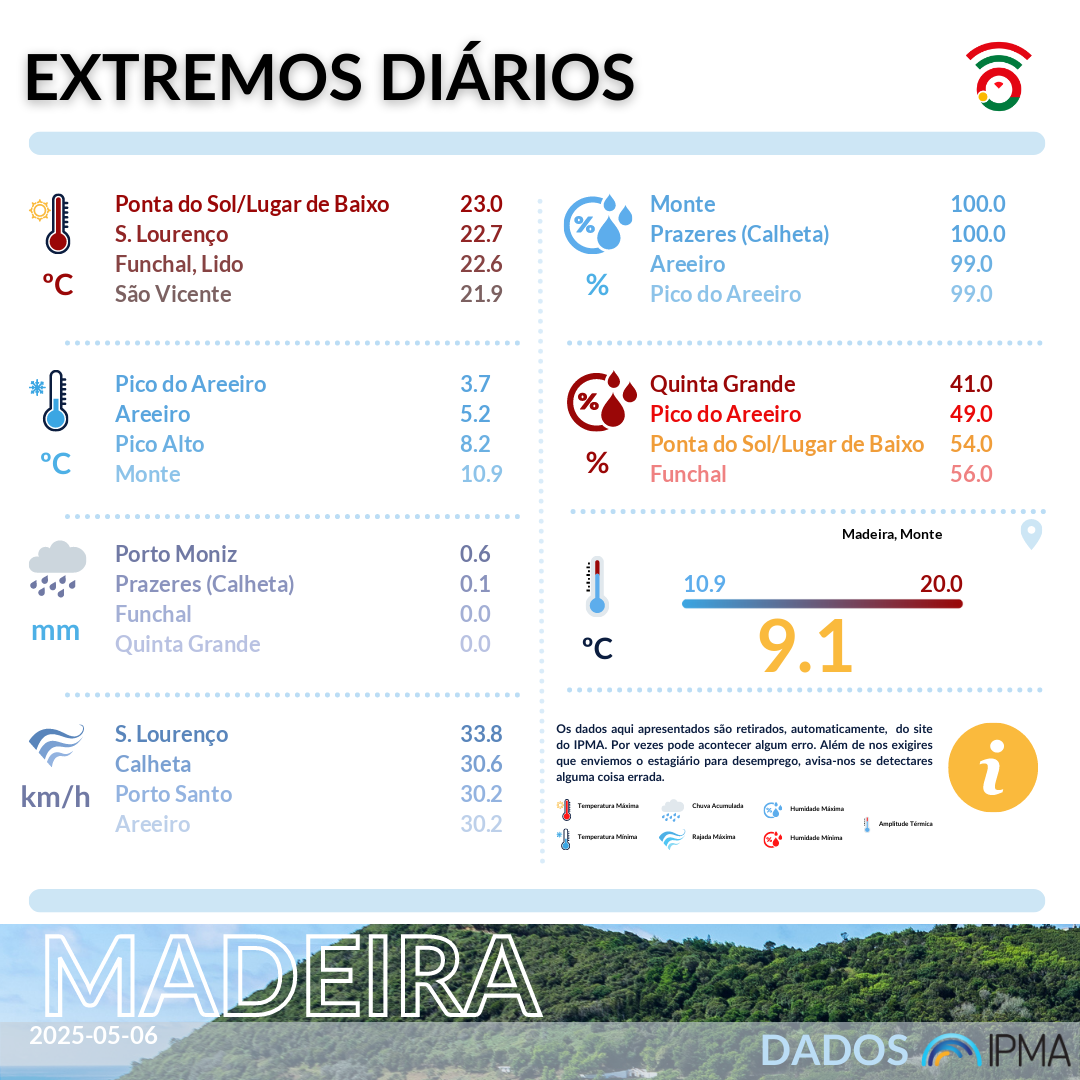 EXTREMOS DIÁRIOS
Ponta do Sol/Lugar de Baixo 23.0
S. Lourenço 22.7
Funchal, Lido 22.6
São Vicente 21.9
ºC
Pico do Areeiro 3.7
Areeiro 5.2
Pico Alto 8.2
Monte 10.9
ºC
Porto Moniz 0.6
Prazeres (Calheta) 0.1
Funchal 0.0
Quinta Grande 0.0
mm
S. Lourenço 33.8
Calheta 30.6
Porto Santo 30.2
Areeiro 30.2
km/h
%
Monte 100.0
Prazeres (Calheta) 100.0
Areeiro 99.0
Pico do Areeiro 99.0
%
%
Quinta Grande 41.0
Pico do Areeiro 49.0
Ponta do Sol/Lugar de Baixo 54.0
Funchal 56.0
%
Madeira, Monte
10.9 20.0
9.1
ºC
Os dados aqui apresentados são retirados, automaticamente, do site
do IPMA. Por vezes pode acontecer algum erro. Além de nos exigires
que enviemos o estagiário para desemprego, avisa-nos se detectares
alguma coisa errada.
i
Temperatura Máxima
Chuva Acumulada
Humidade Máxima
Amplitude Térmica
Temperatura Mínima
Rajada Máxima
Humidade Mínima
MADEIRA
2025-05-06
DADOS IPMA